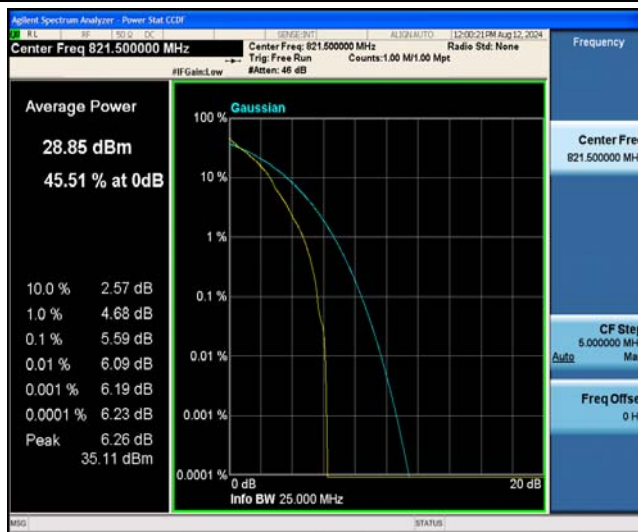 Agilent Spectrum Analyzer - Power Stat CCDF
RL RF 50 Ω DC SENSE:INT ALIGN AUTO 12:00:21 PM Aug 12, 2024
Center Freq 821.500000 MHz
Center Freq: 821.500000 MHz Radio Std: None
Trig: Free Run Counts:1.00 M/1.00 Mpt
#IFGain:Low #Atten: 46 dB
Frequency
Average Power
28.85 dBm
45.51 % at 0dB
10.0 % 2.57 dB
1.0 % 4.68 dB
0.1 % 5.59 dB
0.01 % 6.09 dB
0.001 % 6.19 dB
0.0001 % 6.23 dB
Peak 6.26 dB
35.11 dBm
Gaussian
100 %
10 %
1 %
0.1 %
0.01 %
0.001 %
0.0001 %
0 dB 20 dB
Info BW 25.000 MHz
Center Fre
821.500000 MH
CF Ste
5.000000 MH
Auto Ma
Freq Offse
0 H
MSG STATUS